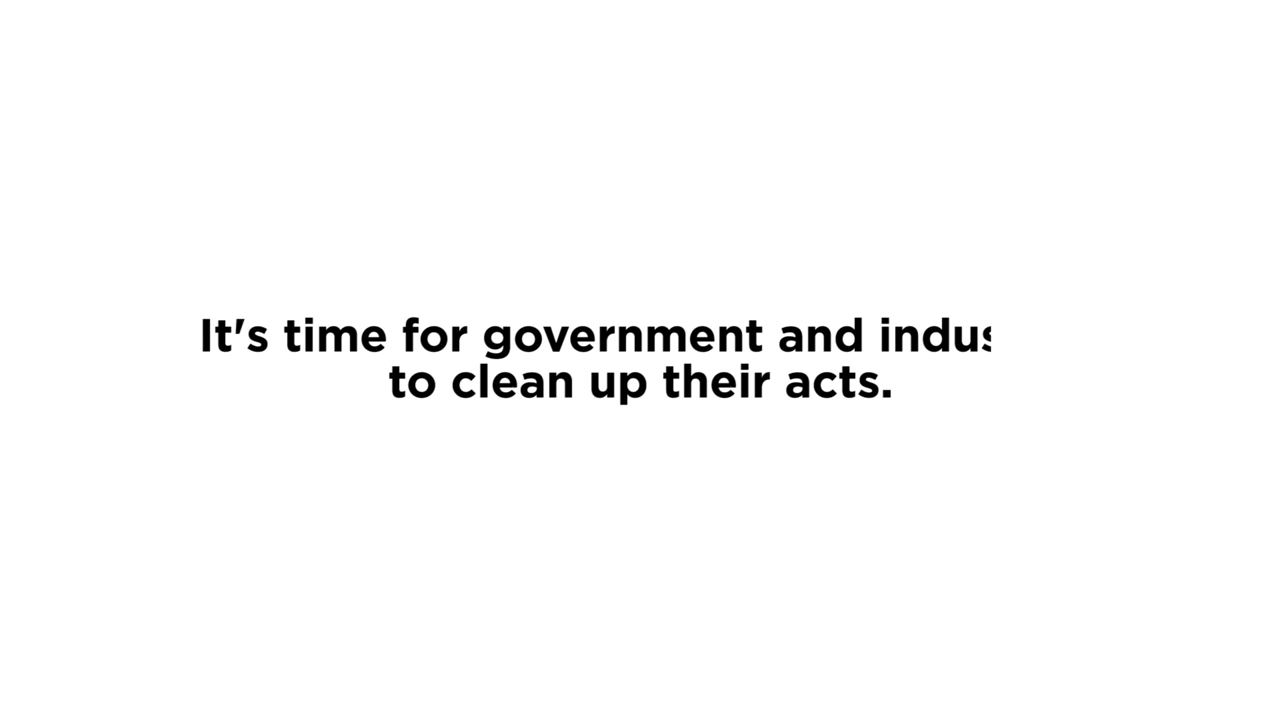 It's time for government and indus
to clean up their acts.